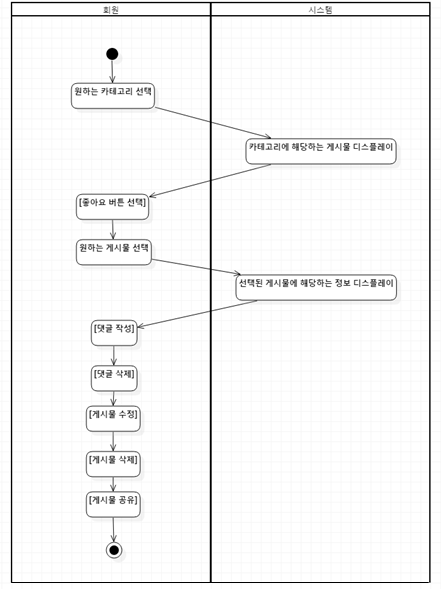 회원
시스템
원하는 카테고리 선택
카테고리에 해당하는 게시물 디스플레이
[좋아요 버튼 선택]
원하는 게시물 선택
선택된 게시물에 해당하는 정보 디스플레이
[댓글 작성]
[댓글 삭제]
[게시물 수정]
[게시물 삭제]
[게시물 공유]